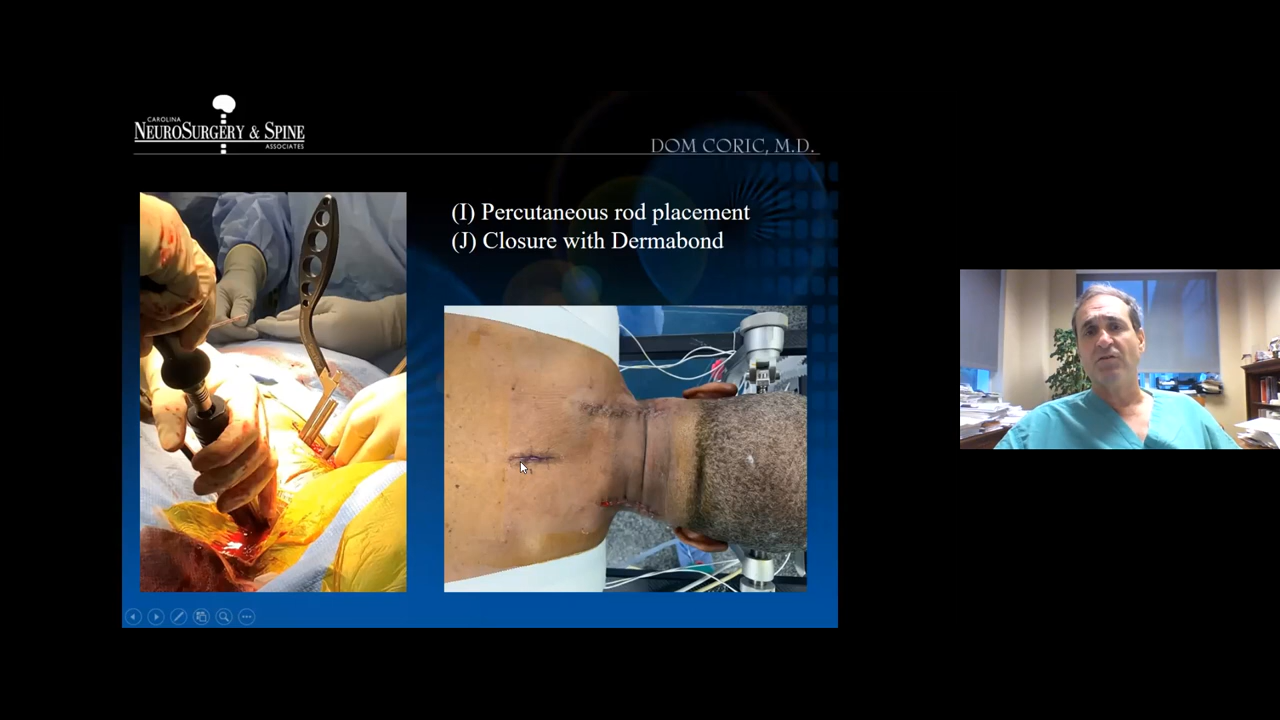 CAROLINA
NEUROSURGERY & SPINE
ASSOCIATES
DOM CORIC, M.D.
(I) Percutaneous rod placement
(J) Closure with Dermabond